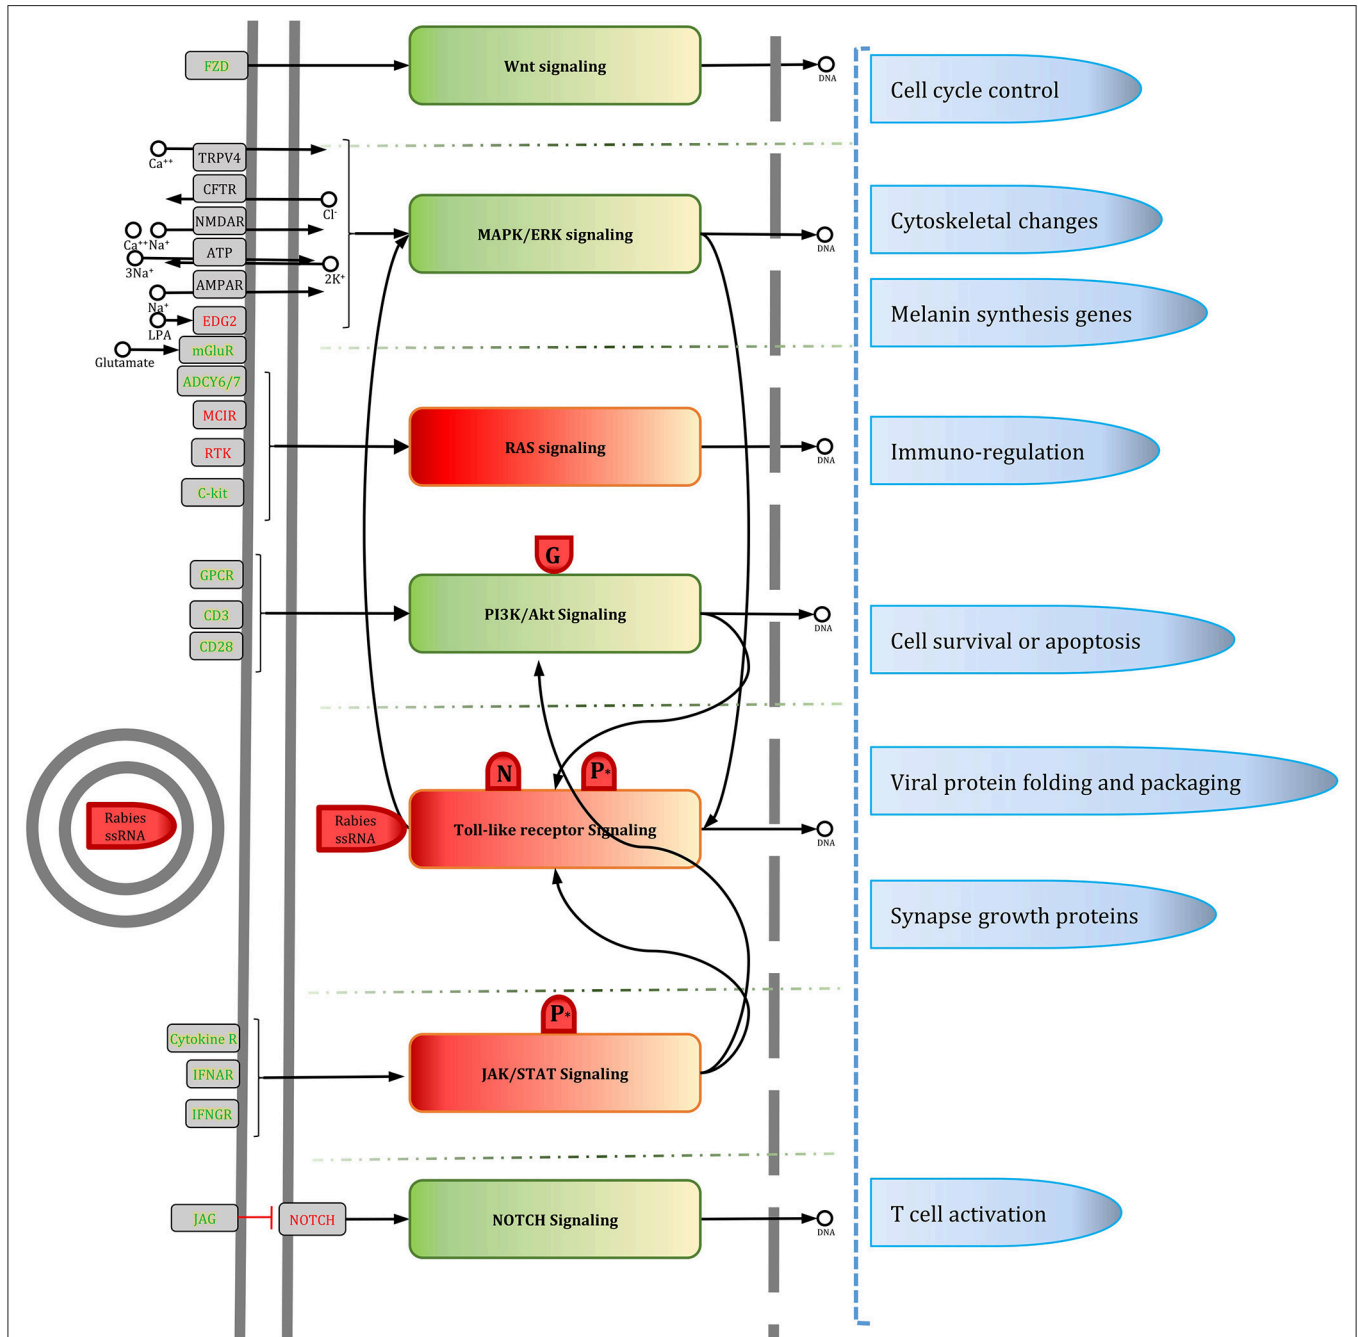 FZD
Wnt signaling
DNA
Cell cycle control
Ca⁺⁺
TRPV4
CFTR
Cl⁻
NMDAR
Ca⁺⁺Na⁺
ATP
3Na⁺
2K⁺
AMPAR
Na⁺
EDG2
LPA
mGluR
Glutamate
MAPK/ERK signaling
DNA
Cytoskeletal changes
Melanin synthesis genes
ADCY6/7
MCIR
RTK
C-kit
RAS signaling
DNA
Immuno-regulation
GPCR
CD3
CD28
G
PI3K/Akt Signaling
DNA
Cell survival or apoptosis
Rabies
ssRNA
Rabies
ssRNA
N
P*
Toll-like receptor Signaling
DNA
Viral protein folding and packaging
Synapse growth proteins
Cytokine R
IFNAR
IFNGR
P*
JAK/STAT Signaling
JAG
NOTCH
NOTCH Signaling
DNA
T cell activation